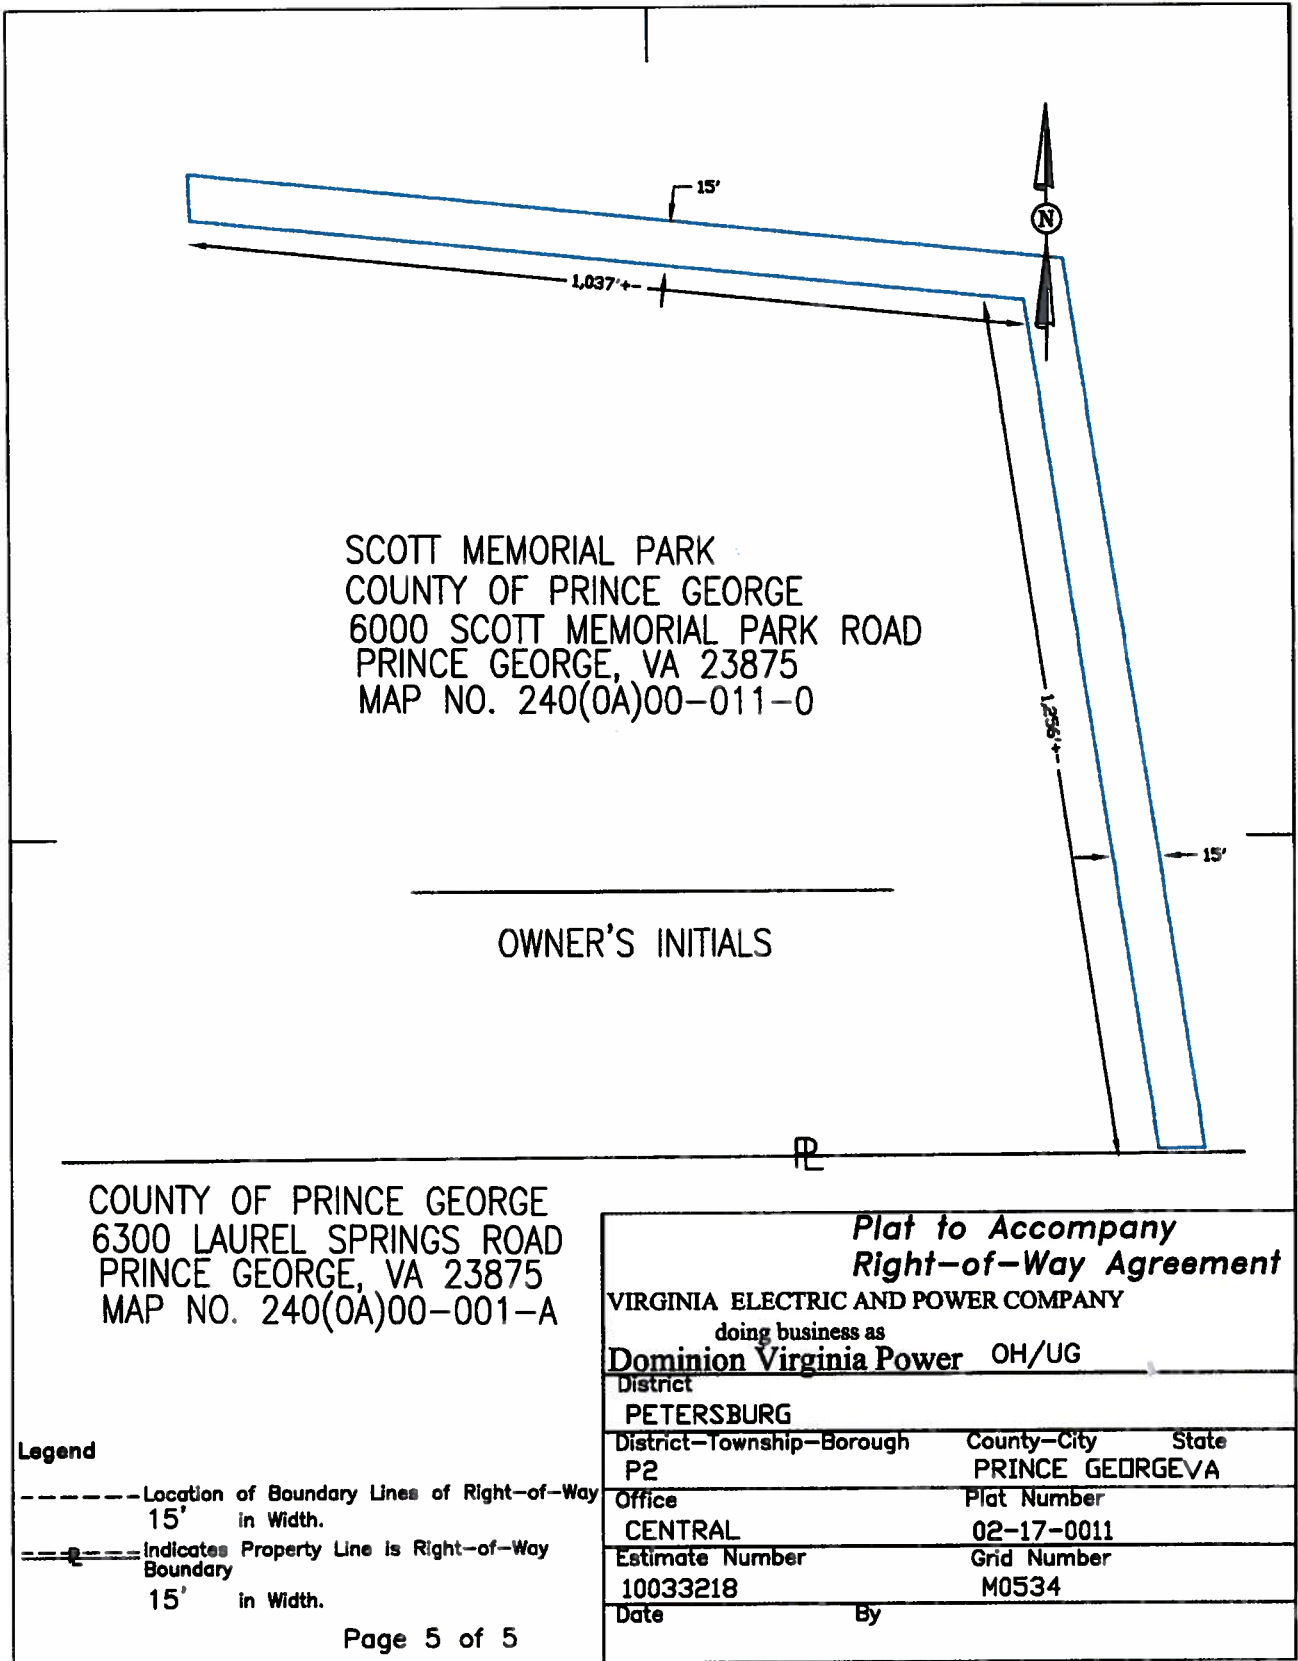 15'
N
1,037'+-
SCOTT MEMORIAL PARK
COUNTY OF PRINCE GEORGE
6000 SCOTT MEMORIAL PARK ROAD
PRINCE GEORGE, VA 23875
MAP NO. 240(0A)00-011-0
1,256'+-
15'
OWNER'S INITIALS
PL
COUNTY OF PRINCE GEORGE
6300 LAUREL SPRINGS ROAD
PRINCE GEORGE, VA 23875
MAP NO. 240(0A)00-001-A
Plat to Accompany
Right-of-Way Agreement
VIRGINIA ELECTRIC AND POWER COMPANY
doing business as
Dominion Virginia Power OH/UG
District
PETERSBURG
District-Township-Borough County-City State
P2 PRINCE GEORGE VA
Office Plat Number
CENTRAL 02-17-0011
Estimate Number Grid Number
10033218 M0534
Date By
Legend
Location of Boundary Lines of Right-of-Way
15' in Width.
PL Indicates Property Line is Right-of-Way
Boundary
15' in Width.
Page 5 of 5